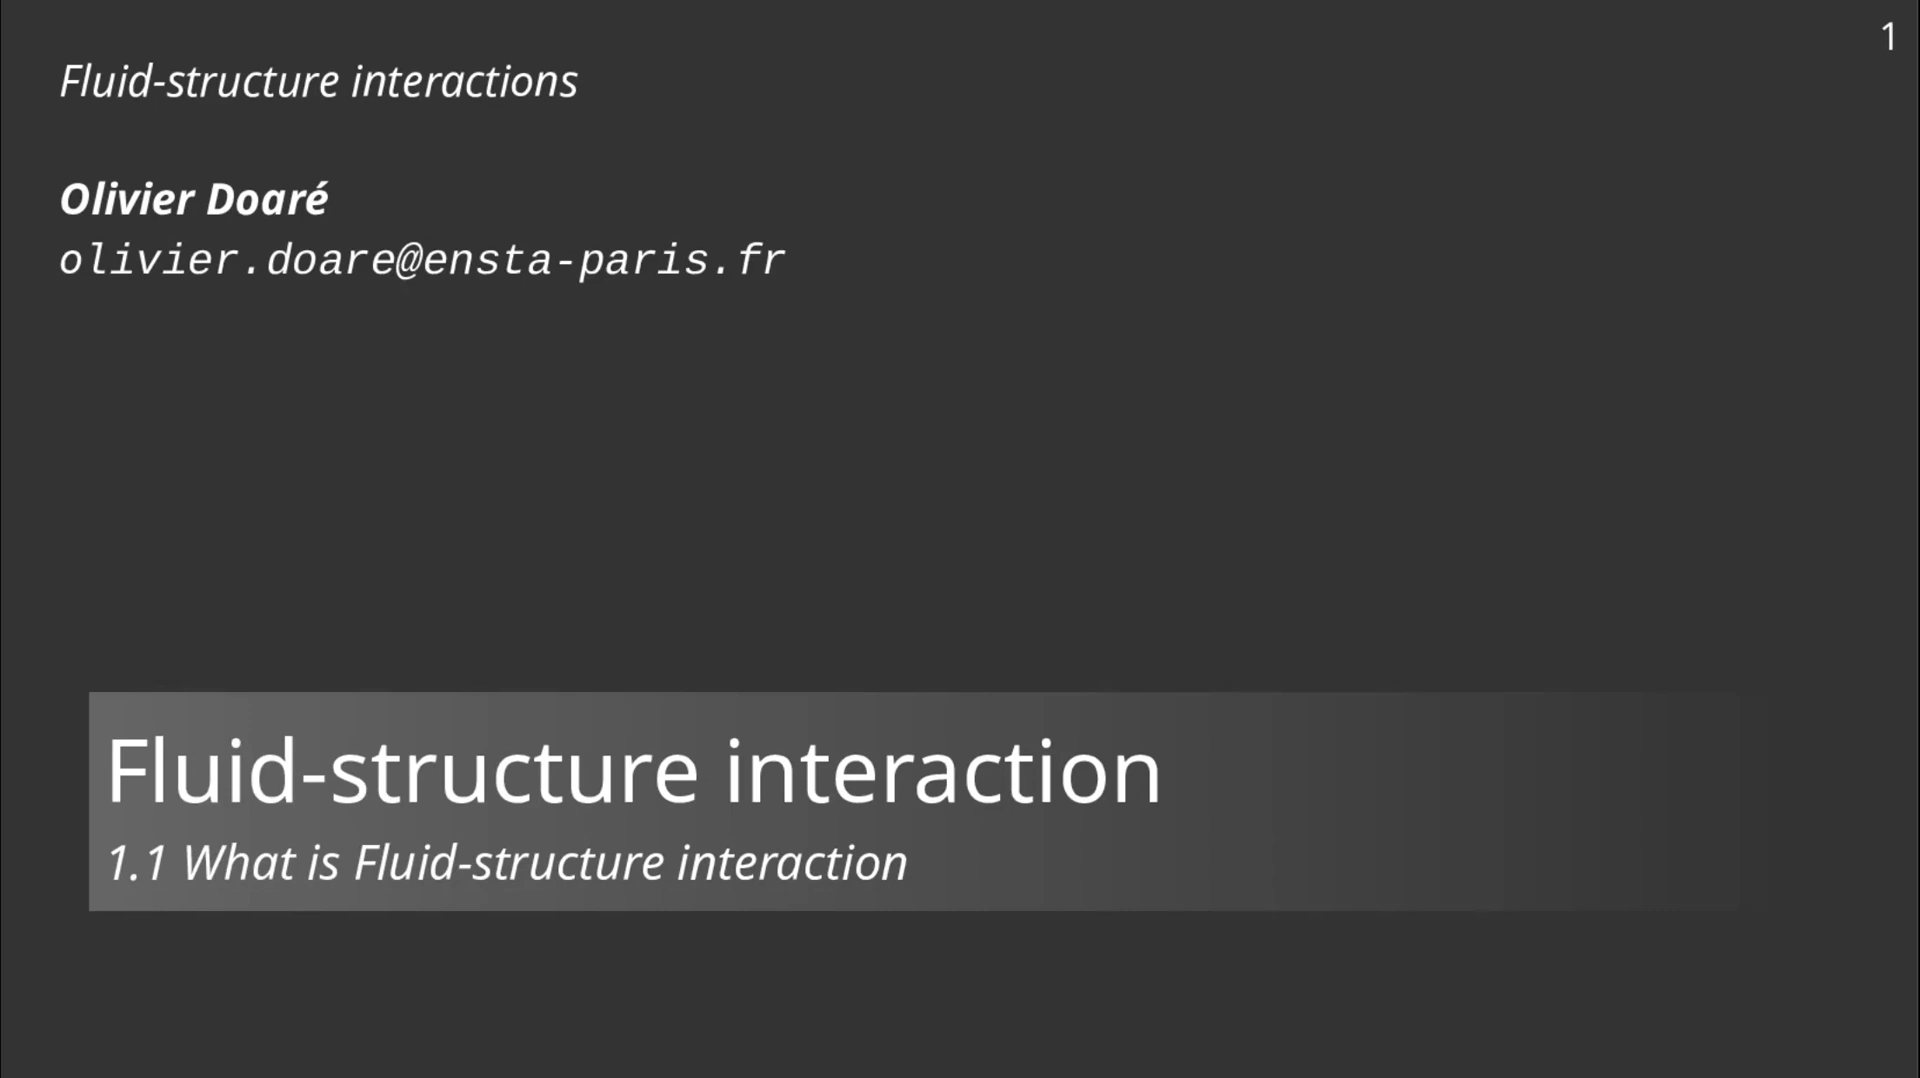 1
Fluid-structure interactions
Olivier Doaré
olivier.doare@ensta-paris.fr
Fluid-structure interaction
1.1 What is Fluid-structure interaction